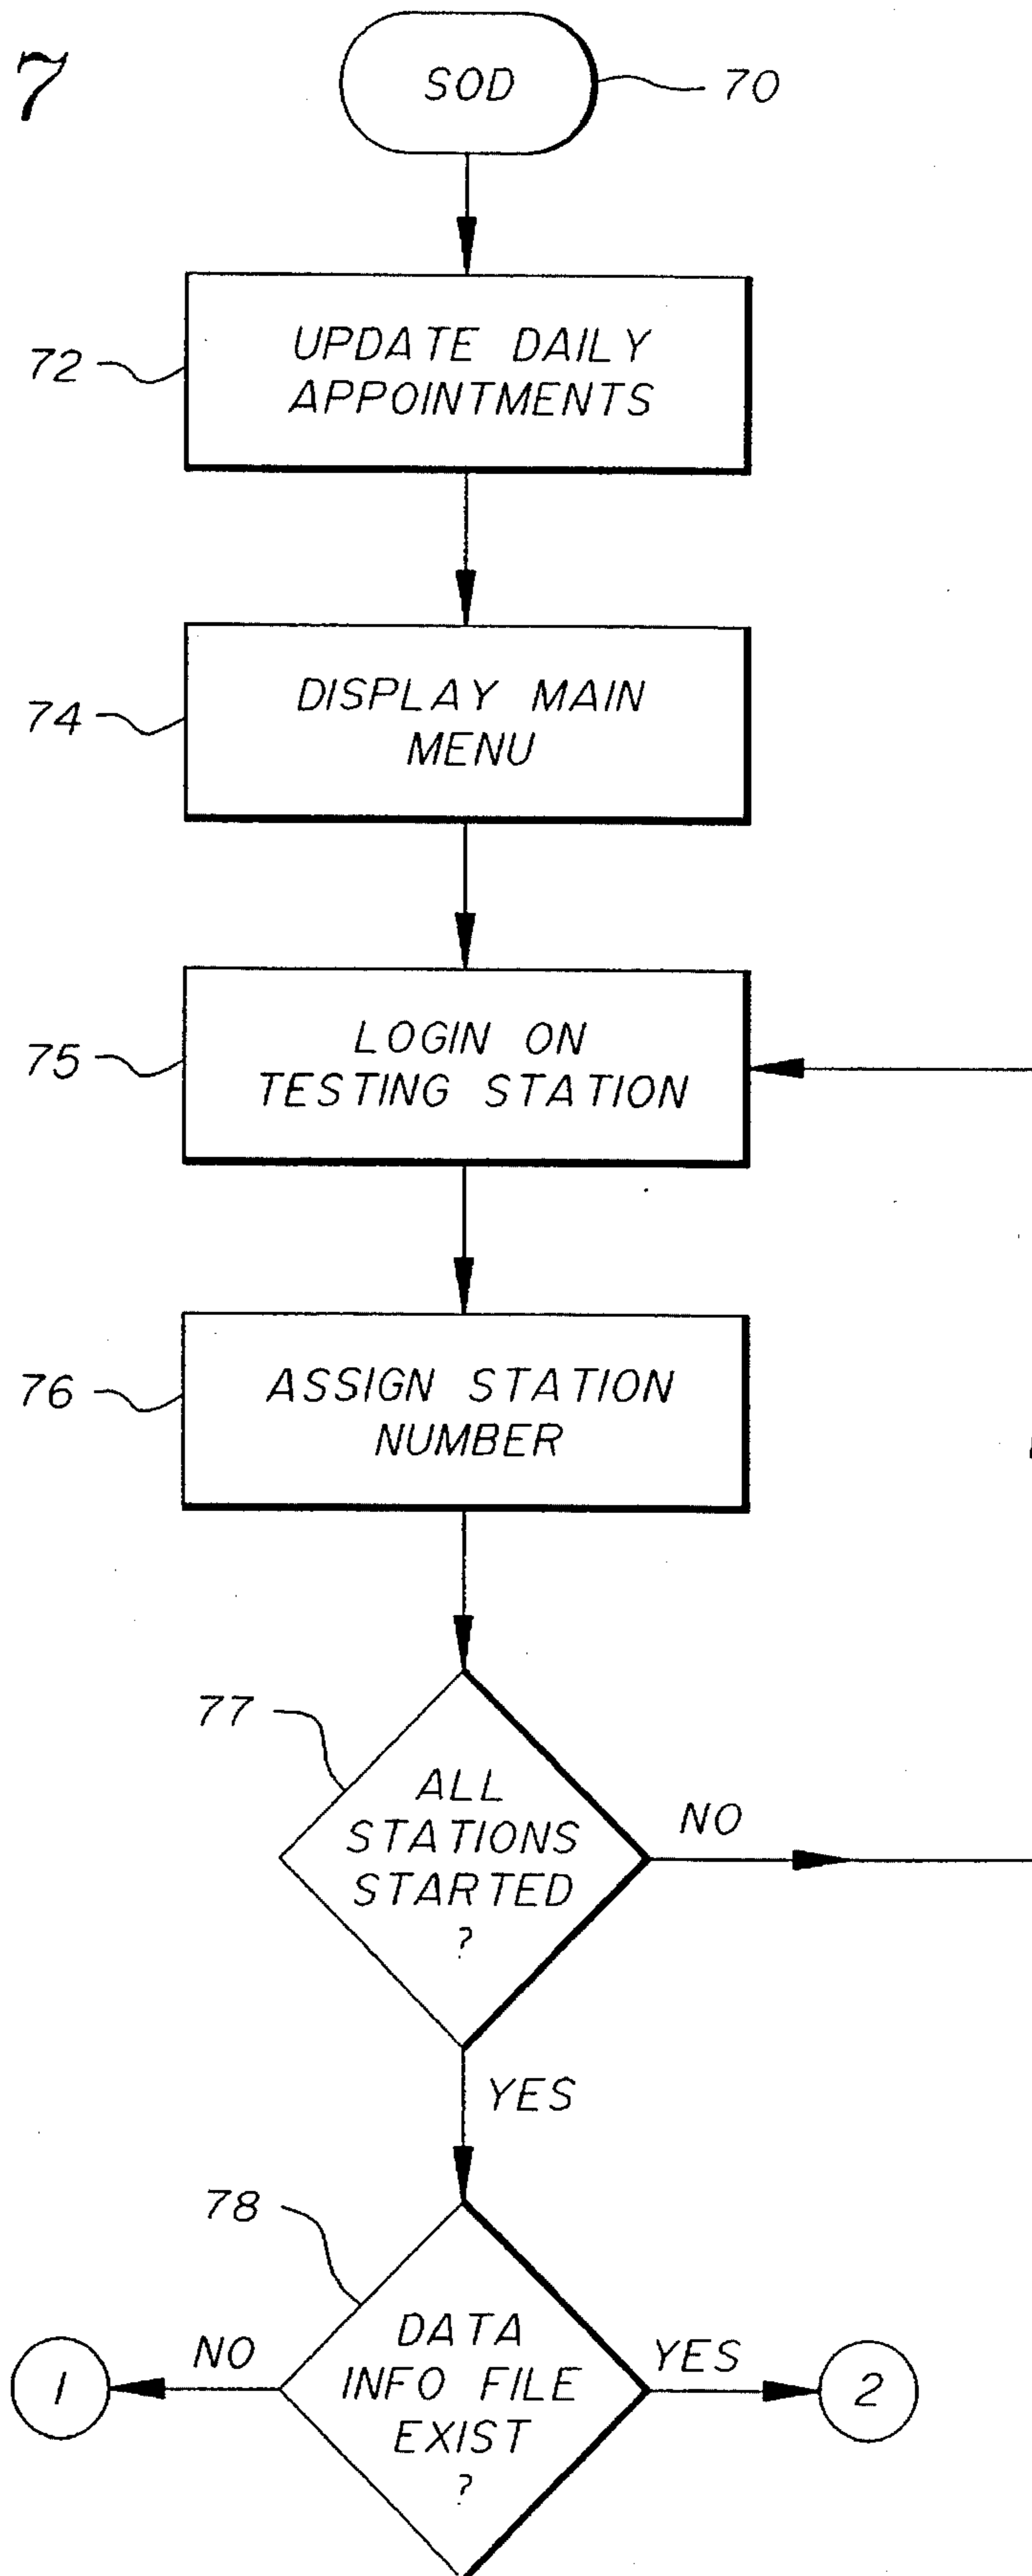 7
SOD
70
72
UPDATE DAILY
APPOINTMENTS
74
DISPLAY MAIN
MENU
75
LOGIN ON
TESTING STATION
76
ASSIGN STATION
NUMBER
77
ALL
STATIONS
STARTED
?
NO
YES
78
DATA
INFO FILE
EXIST
?
NO
1
YES
2